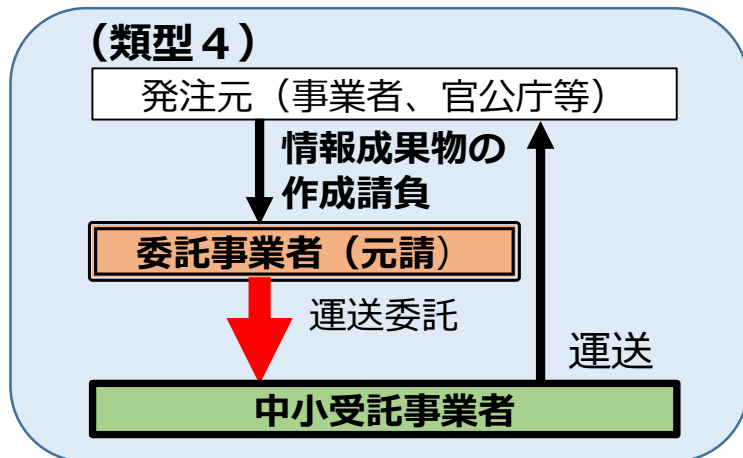 （類型４）
発注元（事業者、官公庁等）
情報成果物の
作成請負
委託事業者（元請）
運送委託
運送
中小受託事業者